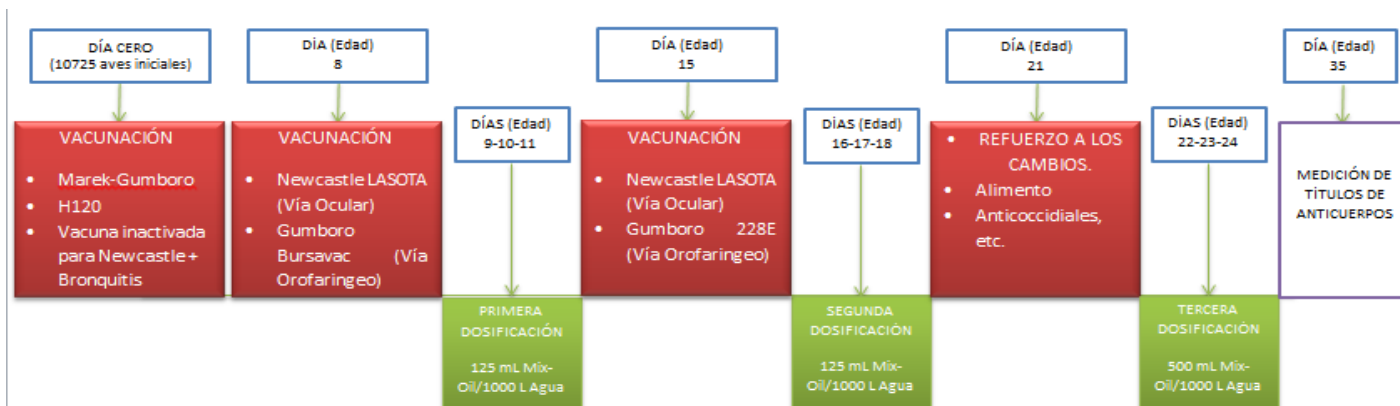 DÍA CERO
(10725 aves iniciales)
VACUNACIÓN
• Marek-Gumboro
• H120
• Vacuna inactivada
para Newcastle +
Bronquitis
DÍA (Edad)
8
VACUNACIÓN
• Newcastle LASOTA
(Vía Ocular)
• Gumboro
Bursavac (Vía
Orofaringeo)
DÍAS (Edad)
9-10-11
PRIMERA
DOSIFICACIÓN
125 mL Mix-
Oil/1000 L Agua
DÍA (Edad)
15
VACUNACIÓN
• Newcastle LASOTA
(Vía Ocular)
• Gumboro 228E
(Vía Orofaringeo)
DÍAS (Edad)
16-17-18
SEGUNDA
DOSIFICACIÓN
125 mL Mix-
Oil/1000 L Agua
DÍA (Edad)
21
• REFUERZO A LOS
CAMBIOS.
• Alimento
• Anticoccidiales,
etc.
DÍAS (Edad)
22-23-24
TERCERA
DOSIFICACIÓN
500 mL Mix-
Oil/1000 L Agua
DÍA (Edad)
35
MEDICIÓN DE
TÍTULOS DE
ANTICUERPOS